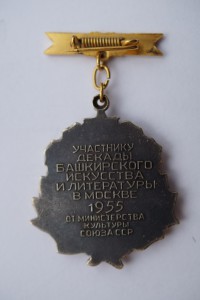 УЧАСТНИКУ
ДЕКАДЫ
БАШКИРСКОГО
ИСКУССТВА
И ЛИТЕРАТУРЫ
В МОСКВЕ
1955
ОТ МИНИСТЕРСТВА
КУЛЬТУРЫ
СОЮЗА ССР